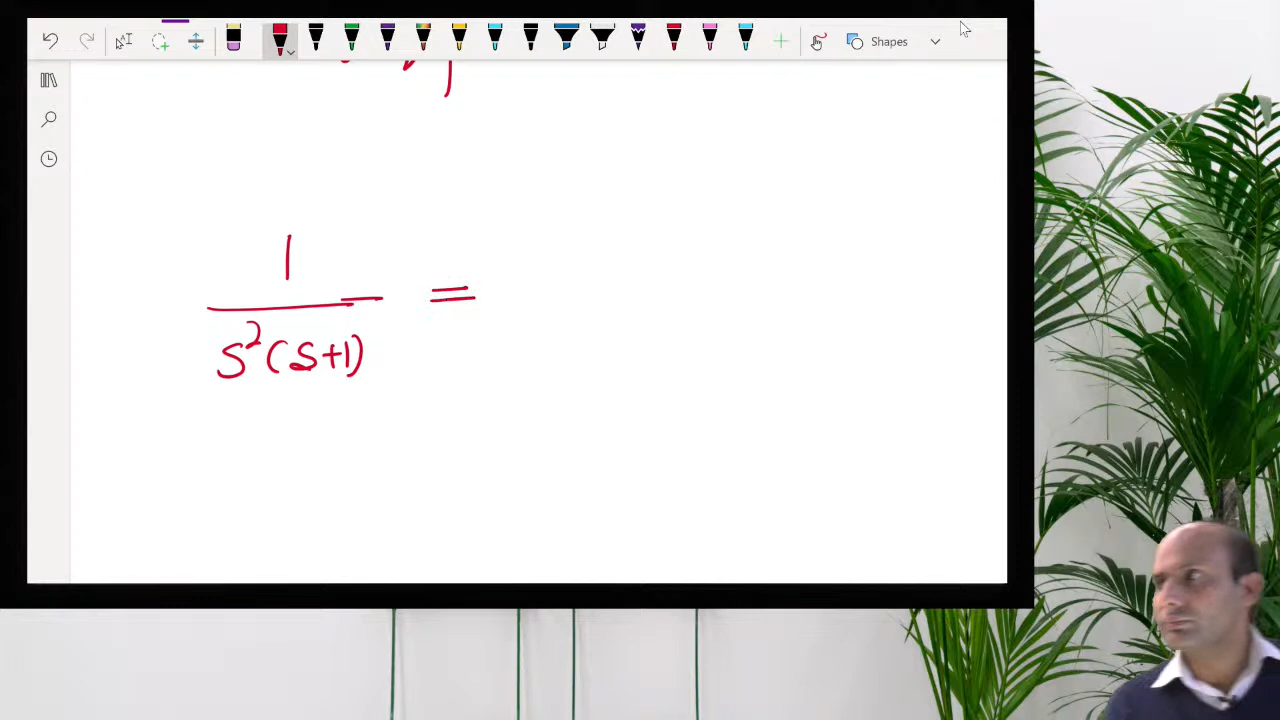 Shapes
1
S²(S+1)
=